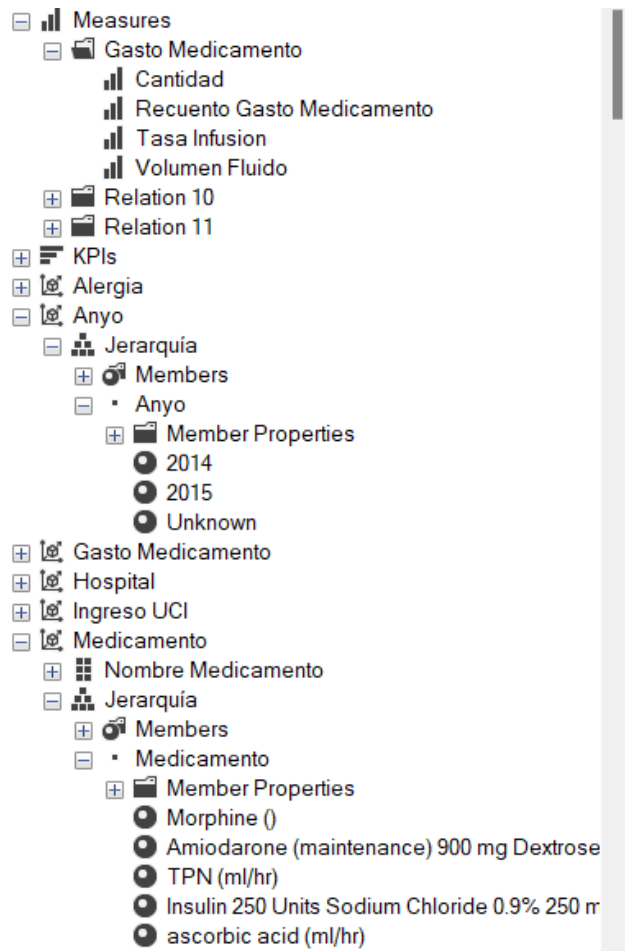 Measures
Gasto Medicamento
Cantidad
Recuento Gasto Medicamento
Tasa Infusion
Volumen Fluido
Relation 10
Relation 11
KPIs
Alergia
Anyo
Jerarquía
Members
Anyo
Member Properties
2014
2015
Unknown
Gasto Medicamento
Hospital
Ingreso UCI
Medicamento
Nombre Medicamento
Jerarquía
Members
Medicamento
Member Properties
Morphine ()
Amiodarone (maintenance) 900 mg Dextrose
TPN (ml/hr)
Insulin 250 Units Sodium Chloride 0.9% 250
ascorbic acid (ml/hr)